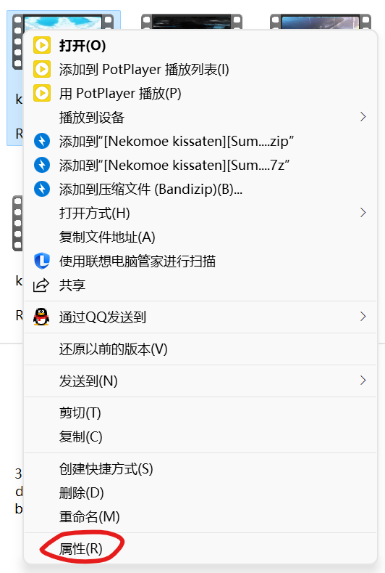 打开(O)
添加到 PotPlayer 播放列表(I)
用 PotPlayer 播放(P)
播放到设备
添加到"[Nekomoe kissaten][Sum....zip"
添加到"[Nekomoe kissaten][Sum....7z"
添加到压缩文件 (Bandizip)(B)...
打开方式(H)
复制文件地址(A)
使用联想电脑管家进行扫描
共享
通过QQ发送到
还原以前的版本(V)
发送到(N)
剪切(T)
复制(C)
创建快捷方式(S)
删除(D)
重命名(M)
属性(R)